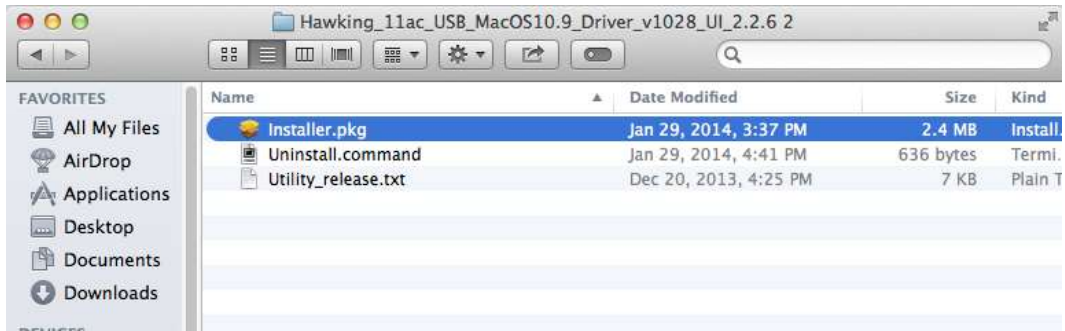 Hawking_11ac_USB_MacOS10.9_Driver_v1028_UI_2.2.6 2
FAVORITES
All My Files
AirDrop
Applications
Desktop
Documents
Downloads
Name Date Modified Size Kind
Installer.pkg Jan 29, 2014, 3:37 PM 2.4 MB Install.
Uninstall.command Jan 29, 2014, 4:41 PM 636 bytes Termi.
Utility_release.txt Dec 20, 2013, 4:25 PM 7 KB Plain T